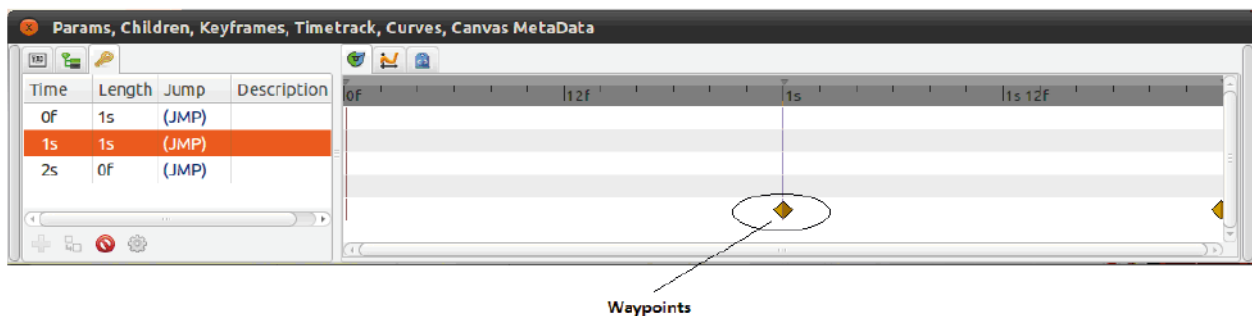 Params, Children, Keyframes, Timetrack, Curves, Canvas MetaData
Time Length Jump Description
0f 12f 1s 1s 12f
0f 1s (JMP)
1s 1s (JMP)
2s 0f (JMP)
Waypoints